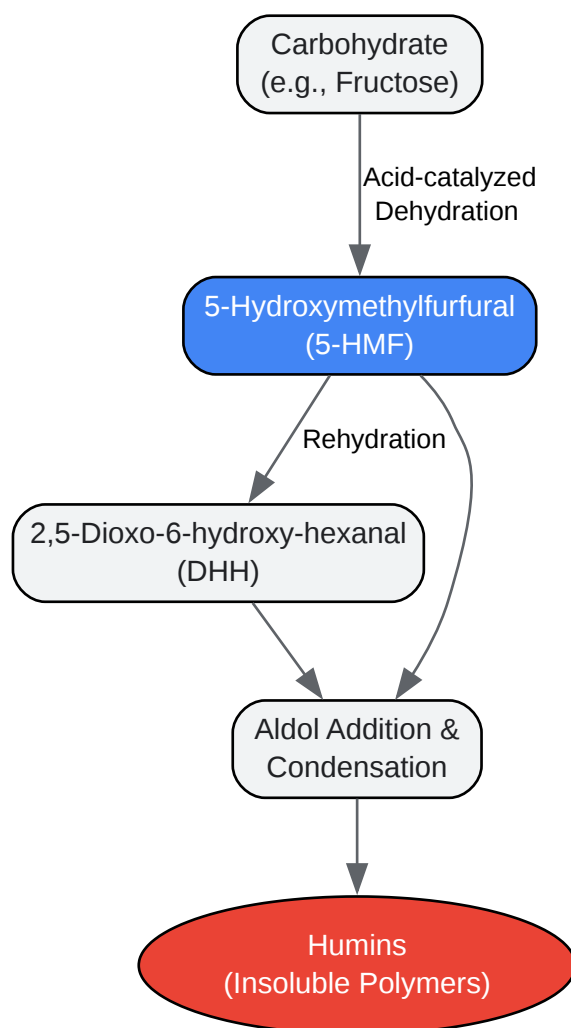 Carbohydrate
(e.g., Fructose)
Acid-catalyzed
Dehydration
5-Hydroxymethylfurfural
(5-HMF)
Rehydration
2,5-Dioxo-6-hydroxy-hexanal
(DHH)
Aldol Addition &
Condensation
Humins
(Insoluble Polymers)